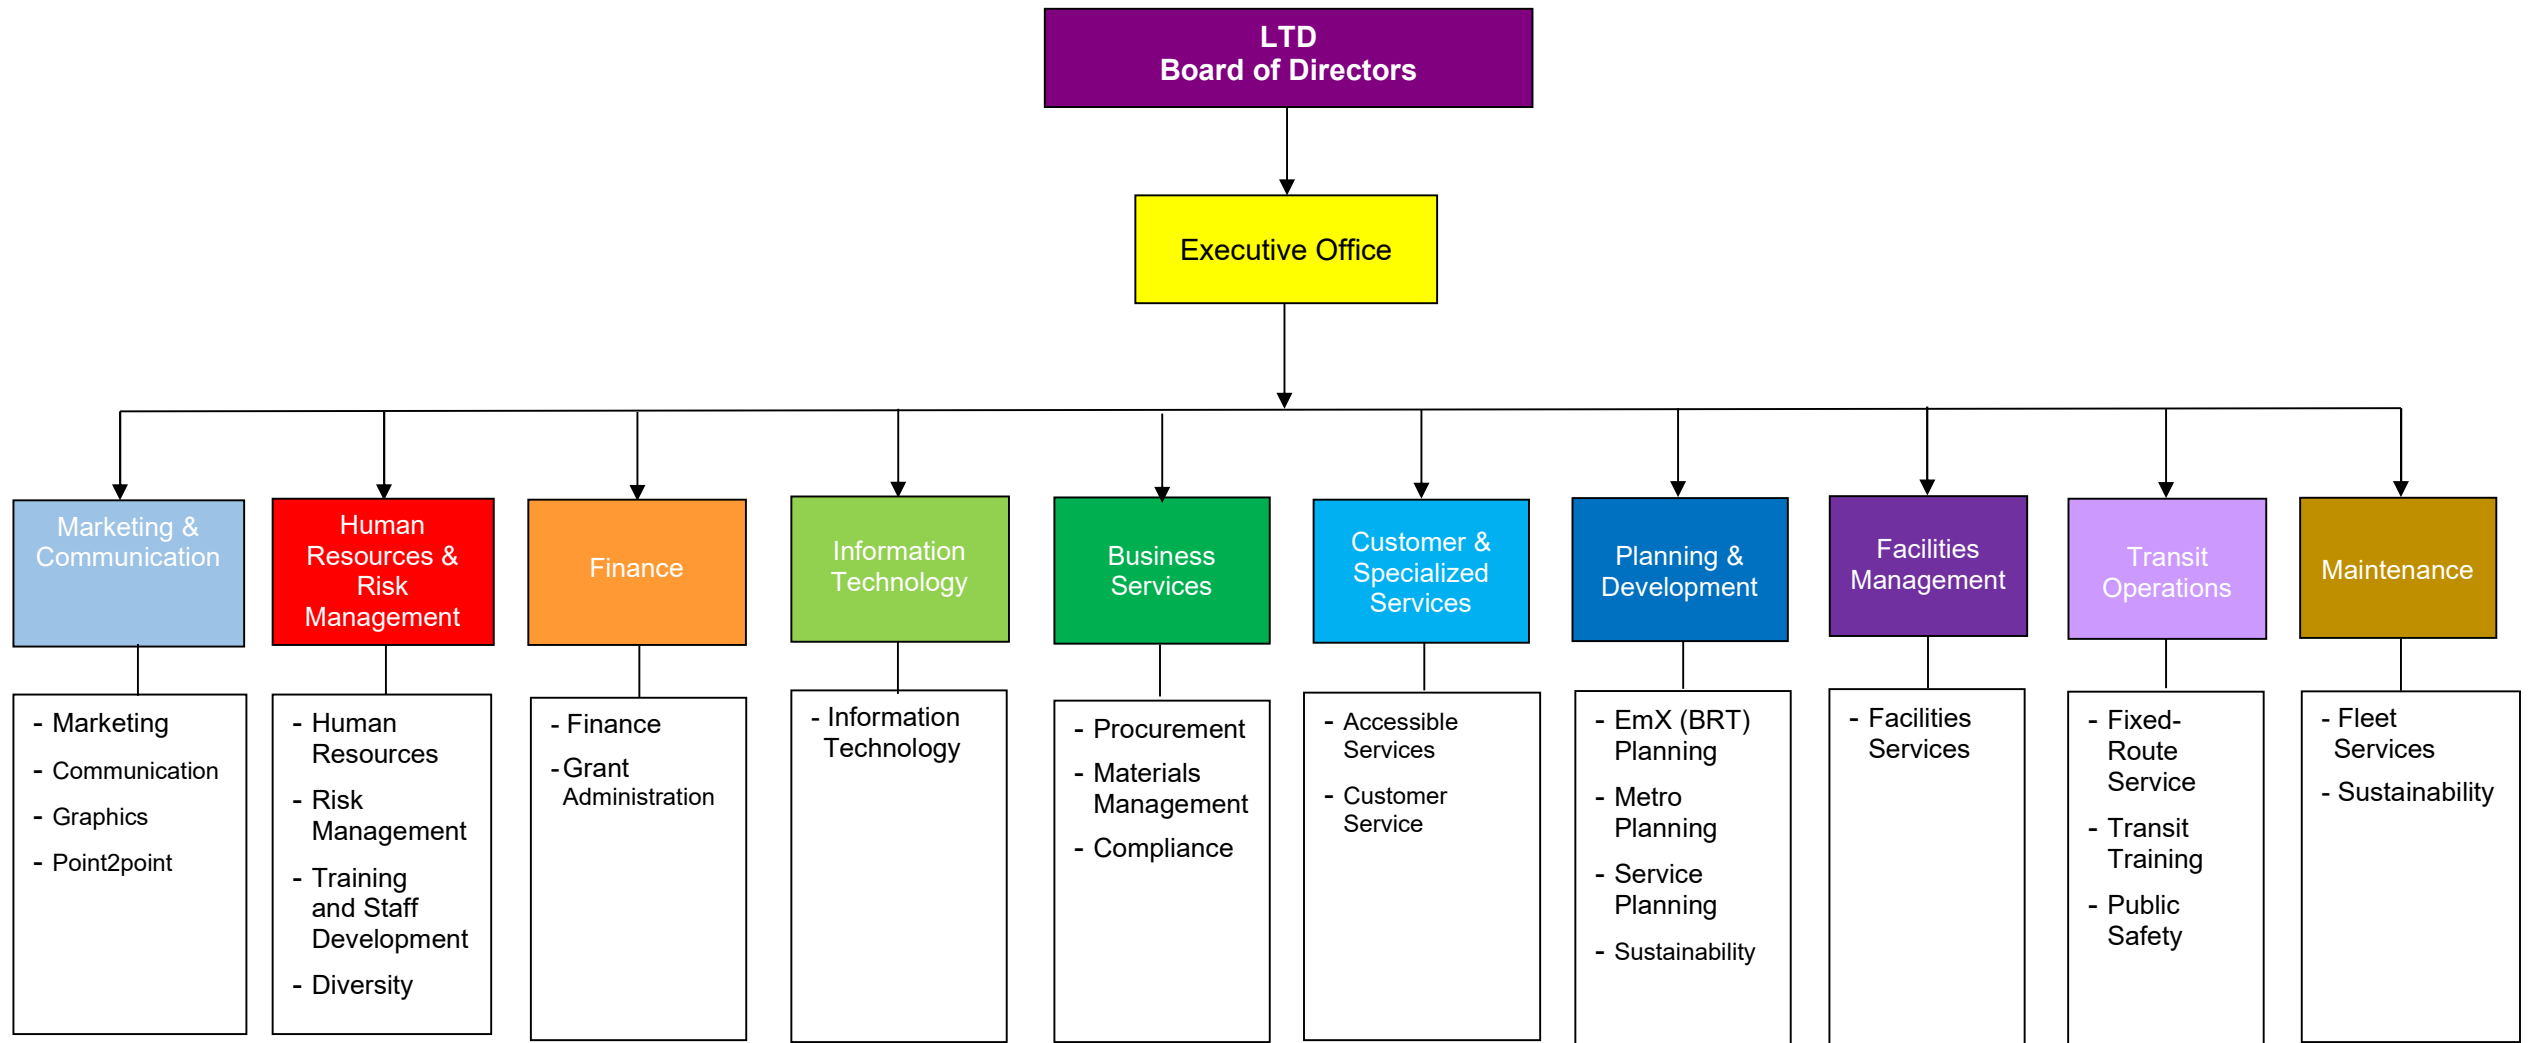 LTD
Board of Directors
Executive Office
Marketing &
Communication
Human
Resources &
Risk
Management
Finance
Information
Technology
Business
Services
Customer &
Specialized
Services
Planning &
Development
Facilities
Management
Transit
Operations
Maintenance
- Marketing
- Communication
- Graphics
- Point2point
- Human
Resources
- Risk
Management
- Training
and Staff
Development
- Diversity
- Finance
- Grant
Administration
- Information
Technology
- Procurement
- Materials
Management
- Compliance
- Accessible
Services
- Customer
Service
- EmX (BRT)
Planning
- Metro
Planning
- Service
Planning
- Sustainability
- Facilities
Services
- Fixed-
Route
Service
- Transit
Training
- Public
Safety
- Fleet
Services
- Sustainability